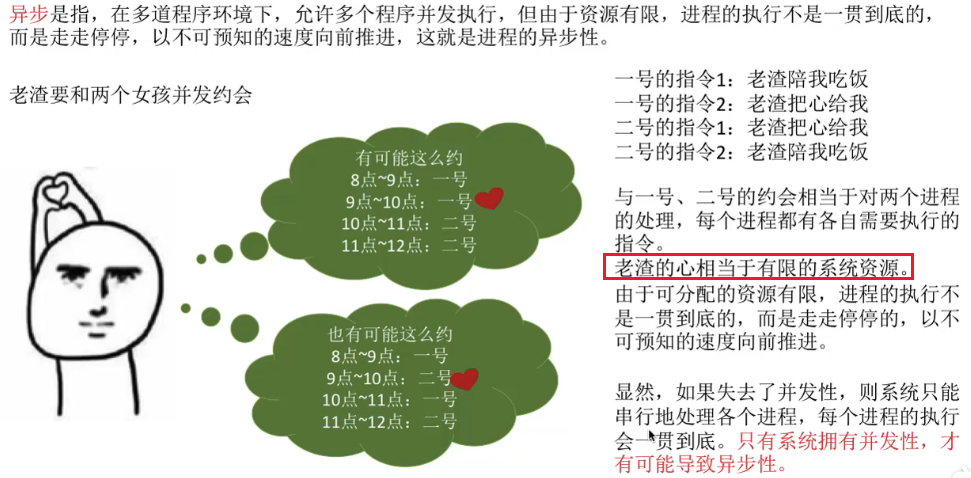 异步是指，在多道程序环境下，允许多个程序并发执行，但由于资源有限，进程的执行不是一贯到底的，
而是走走停停，以不可预知的速度向前推进，这就是进程的异步性。
老渣要和两个女孩并发约会
有可能这么约
8点~9点：一号
9点~10点：一号
10点~11点：二号
11点~12点：二号
也有可能这么约
8点~9点：一号
9点~10点：二号
10点~11点：一号
11点~12点：二号
一号的指令1：老渣陪我吃饭
一号的指令2：老渣把心给我
二号的指令1：老渣把心给我
二号的指令2：老渣陪我吃饭
与一号、二号的约会相当于对两个进程
的处理，每个进程都有各自需要执行的
指令。
老渣的心相当于有限的系统资源。
由于可分配的资源有限，进程的执行不
是一贯到底的，而是走走停停的，以不
可预知的速度向前推进。
显然，如果失去了并发性，则系统只能
串行地处理各个进程，每个进程的执行
会一贯到底。只有系统拥有并发性，才
有可能导致异步性。